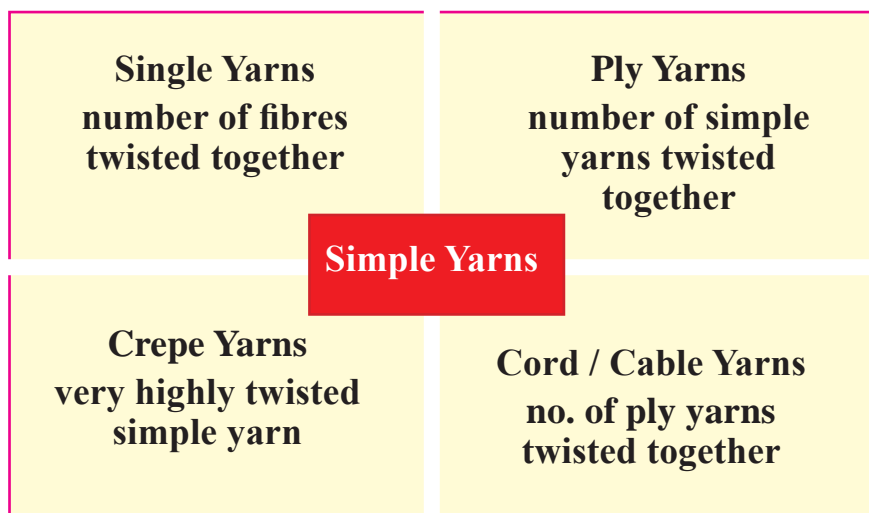 Single Yarns
number of fibres
twisted together
Ply Yarns
number of simple
yarns twisted
together
Simple Yarns
Crepe Yarns
very highly twisted
simple yarn
Cord / Cable Yarns
no. of ply yarns
twisted together